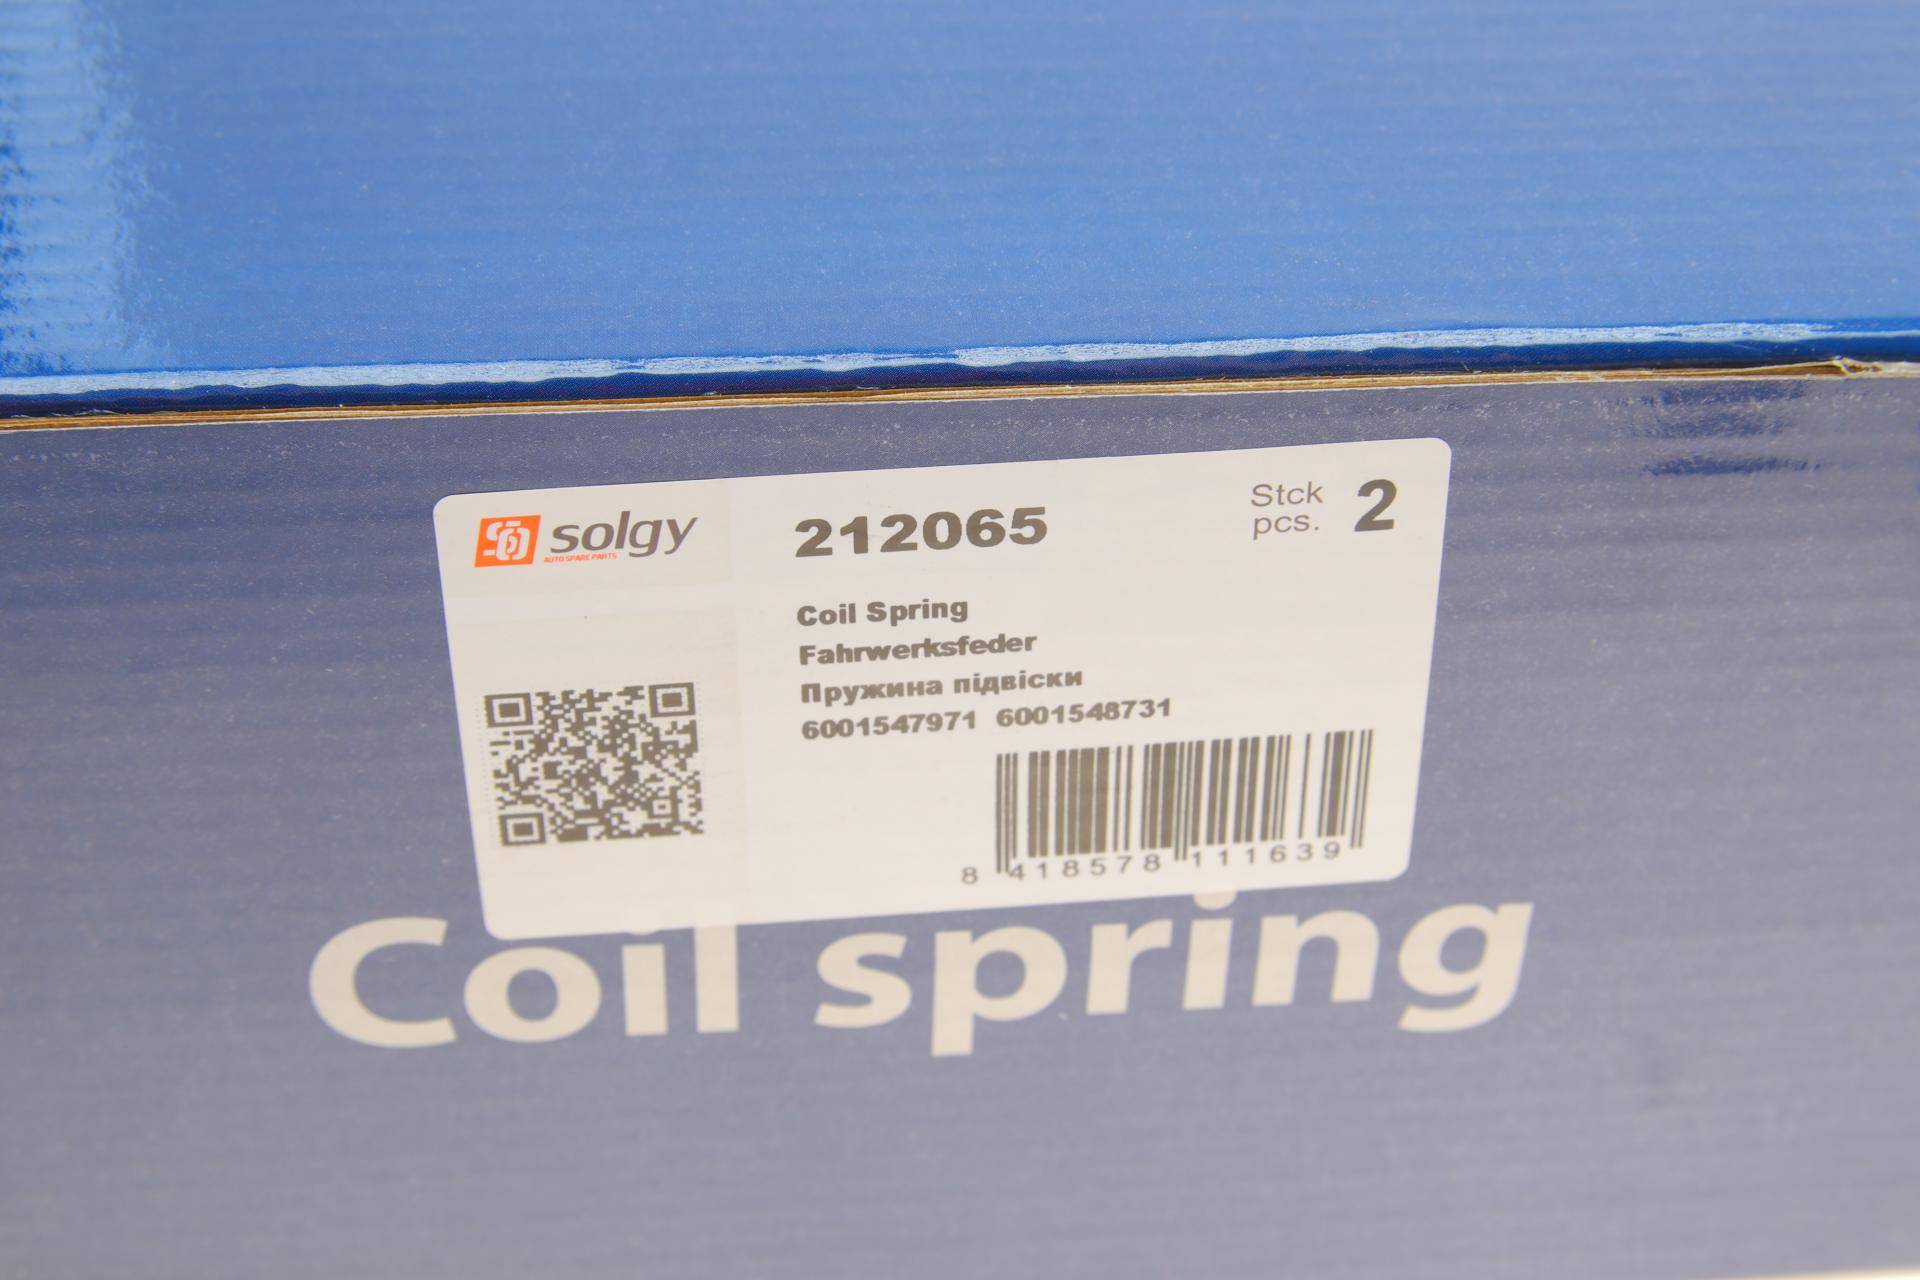 solgy
AUTO SPARE PARTS
212065
Stck
pcs. 2
Coil Spring
Fahrwerksfeder
Пружина підвіски
6001547971 6001548731
8 418578 111639
Coil spring